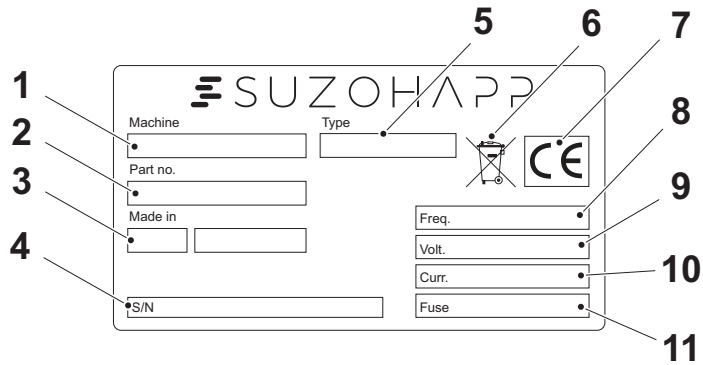 5 6 7
SUZOHAPP
1 Machine Type
2 Part no.
3 Made in
4 S/N
CE
Freq. 8
Volt. 9
Curr. 10
Fuse 11